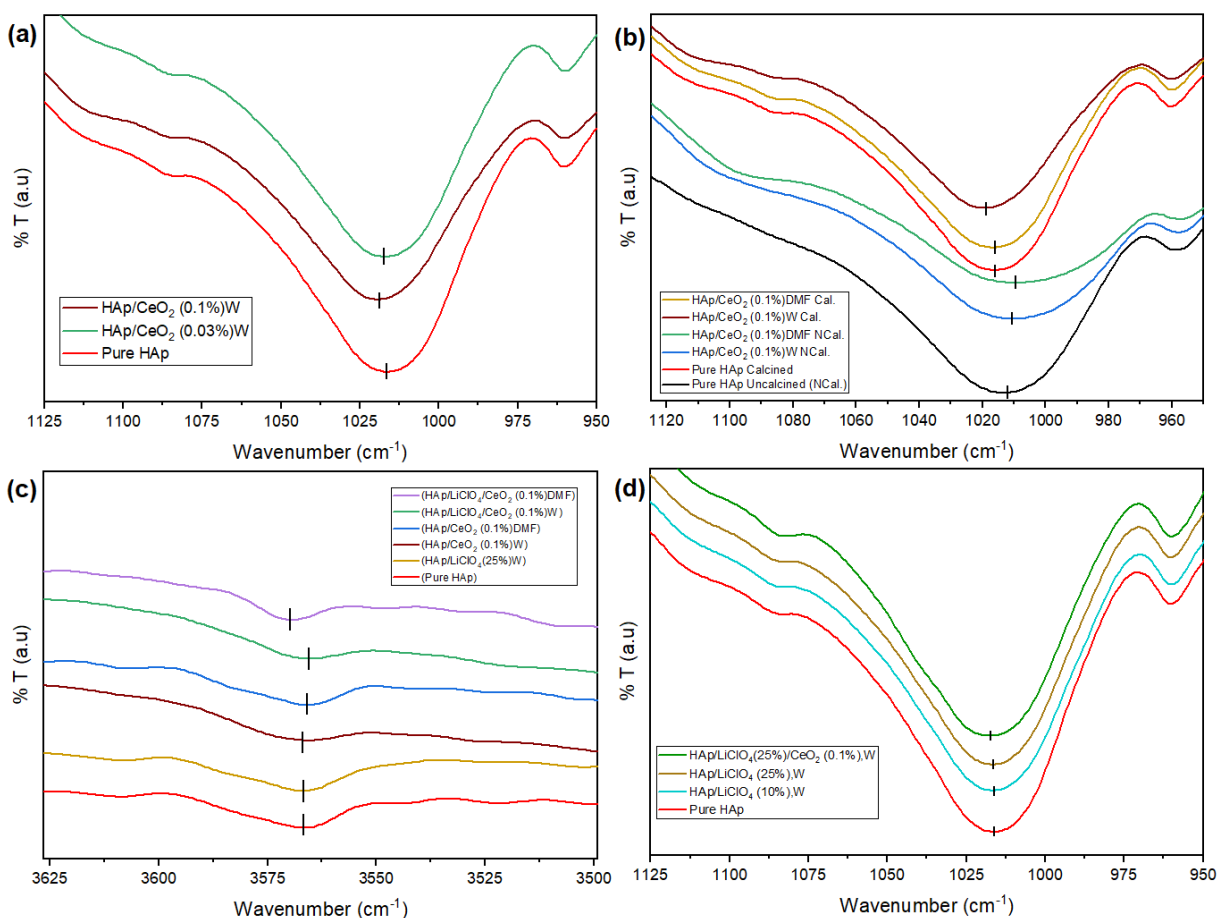 (a)
% T (a.u)
HAp/CeO₂ (0.1%)W
HAp/CeO₂ (0.03%)W
Pure HAp
1125 1100 1075 1050 1025 1000 975 950
Wavenumber (cm⁻¹)
(b)
% T (a.u)
HAp/CeO₂ (0.1%)DMF Cal.
HAp/CeO₂ (0.1%)W Cal.
HAp/CeO₂ (0.1%)DMF NCal.
HAp/CeO₂ (0.1%)W NCal.
Pure HAp Calcined
Pure HAp Uncalcined (NCal.)
1120 1100 1080 1060 1040 1020 1000 980 960
Wavenumber (cm⁻¹)
(c)
% T (a.u)
(HAp/LiClO₄/CeO₂ (0.1%)DMF)
(HAp/LiClO₄/CeO₂ (0.1%)W)
(HAp/CeO₂ (0.1%)DMF)
(HAp/CeO₂ (0.1%)W)
(HAp/LiClO₄(25%)W)
(Pure HAp)
3625 3600 3575 3550 3525 3500
Wavenumber (cm⁻¹)
(d)
% T (a.u)
HAp/LiClO₄(25%)/CeO₂ (0.1%),W
HAp/LiClO₄ (25%),W
HAp/LiClO₄ (10%),W
Pure HAp
1125 1100 1075 1050 1025 1000 975 950
Wavenumber (cm⁻¹)